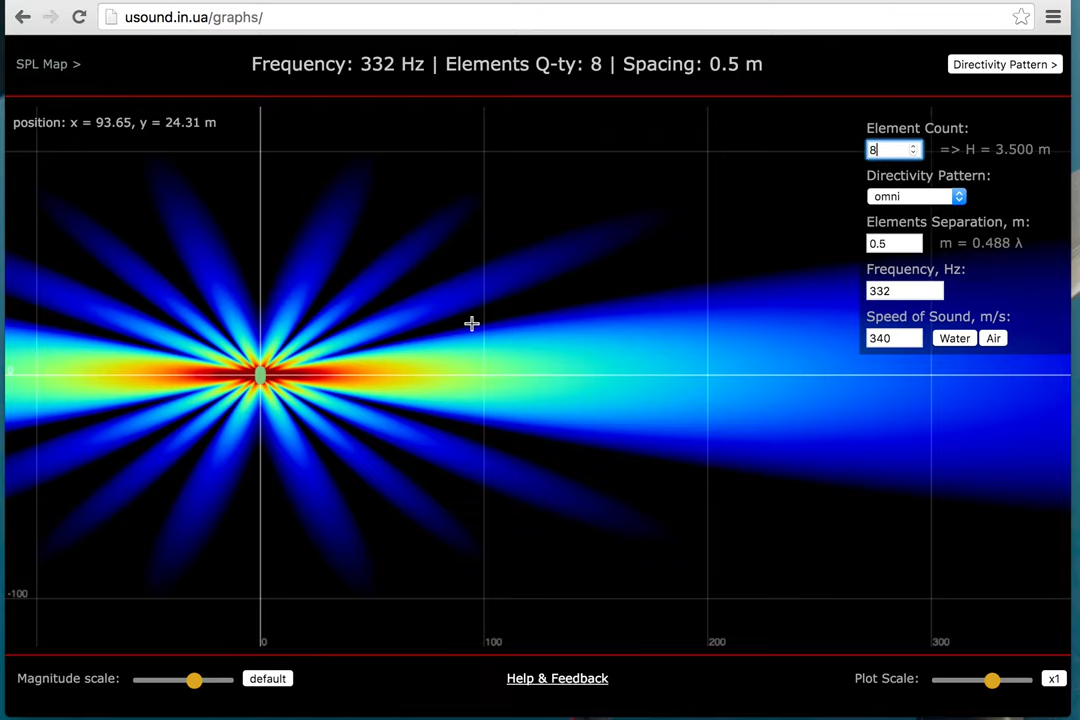 usound.in.ua/graphs/
SPL Map >
Frequency: 332 Hz | Elements Q-ty: 8 | Spacing: 0.5 m
Directivity Pattern >
position: x = 93.65, y = 24.31 m
Element Count:
8 => H = 3.500 m
Directivity Pattern:
omni
Elements Separation, m:
0.5 m = 0.488 λ
Frequency, Hz:
332
Speed of Sound, m/s:
340 Water Air
0
-100
0 100 200 300
Magnitude scale: default
Help & Feedback
Plot Scale: x1